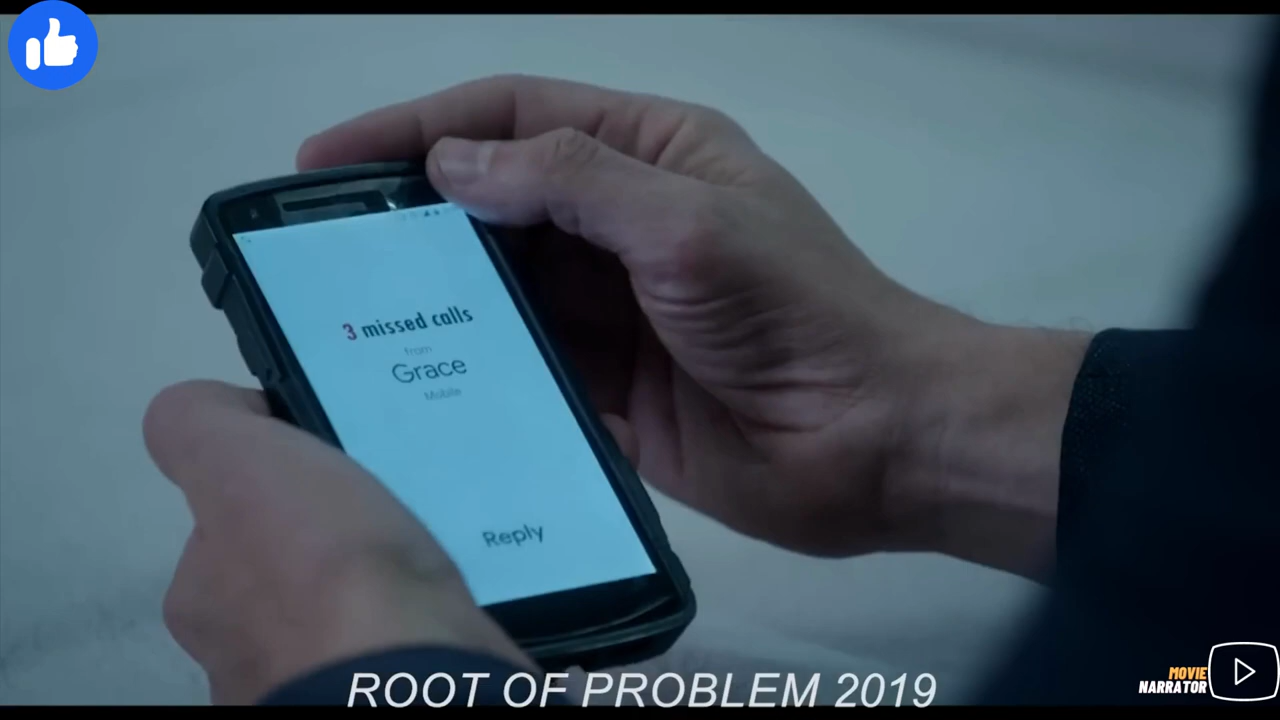 3 missed calls
from
Grace
Mobile
Reply
ROOT OF PROBLEM 2019
MOVIE
NARRATOR